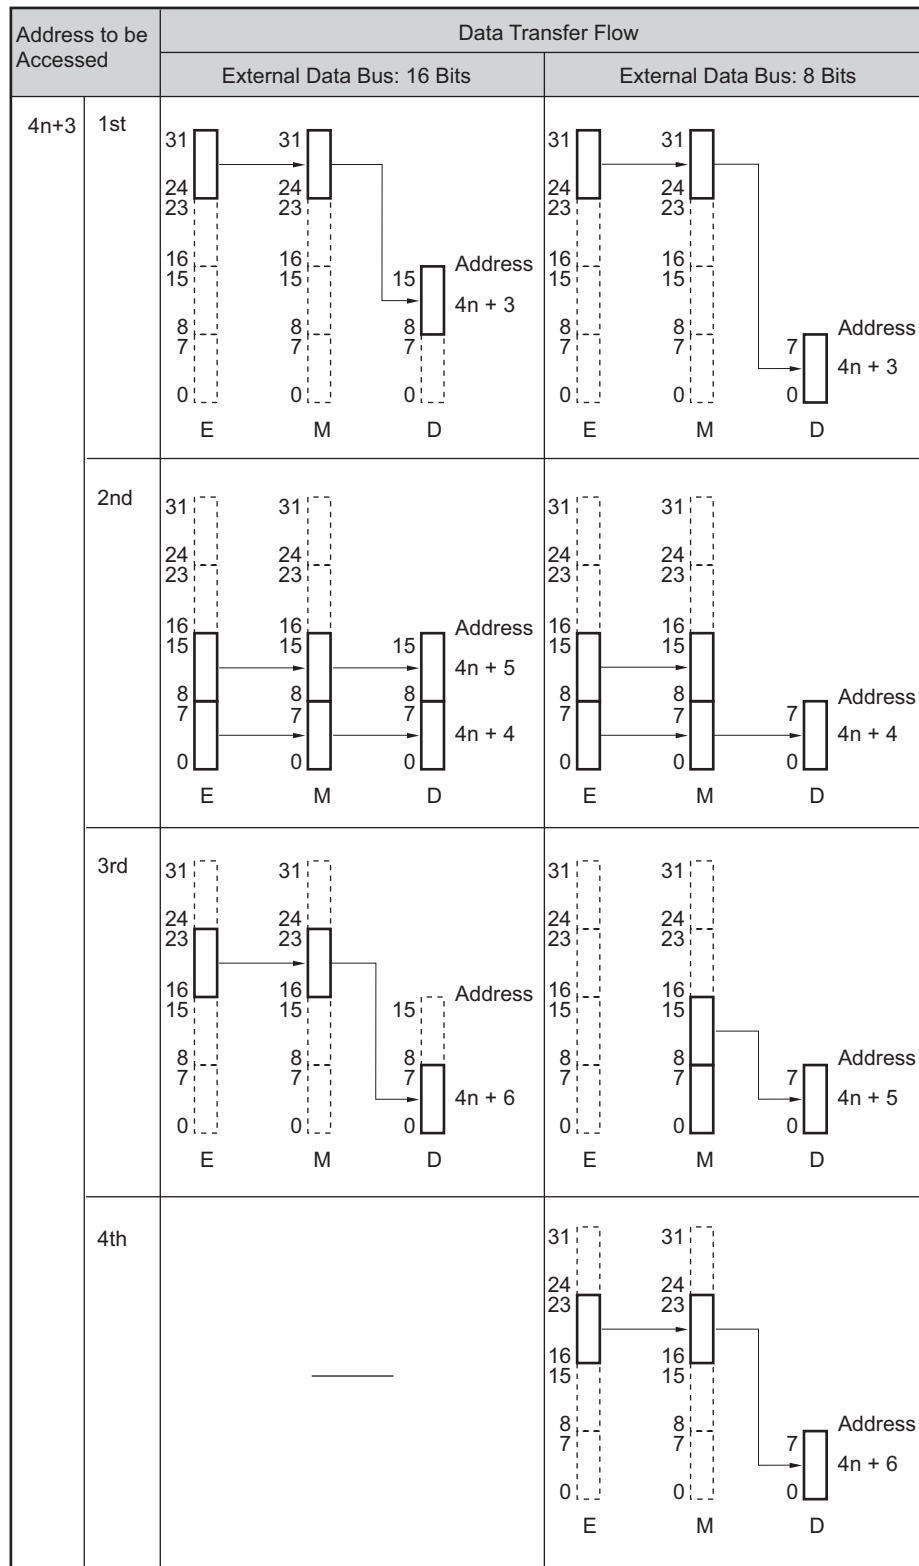 Address to be
Accessed
Data Transfer Flow
External Data Bus: 16 Bits
External Data Bus: 8 Bits
4n+3
1st
31 31 31 31
24 24 24 24
23 23 23 23
16 16 Address 16 16
15 15 15 15 15
4n + 3
8 8 8 8 8 Address
7 7 7 7 7 7
4n + 3
0 0 0 0 0 0
E M D E M D
2nd
31 31 31 31
24 24 24 24
23 23 23 23
16 16 Address 16 16
15 15 15 15 15
4n + 5
8 8 8 8 8 Address
7 7 7 7 7 7
4n + 4 4n + 4
0 0 0 0 0 0
E M D E M D
3rd
31 31 31 31
24 24 24 24
23 23 23 23
16 16 Address 16 16
15 15 15 15 15
8 8 8 8 8 Address
7 7 7 7 7 7
4n + 6 4n + 5
0 0 0 0 0 0
E M D E M D
4th
31 31
24 24
23 23
16 16
15 15
8 8 Address
7 7 7
4n + 6
0 0 0
E M D